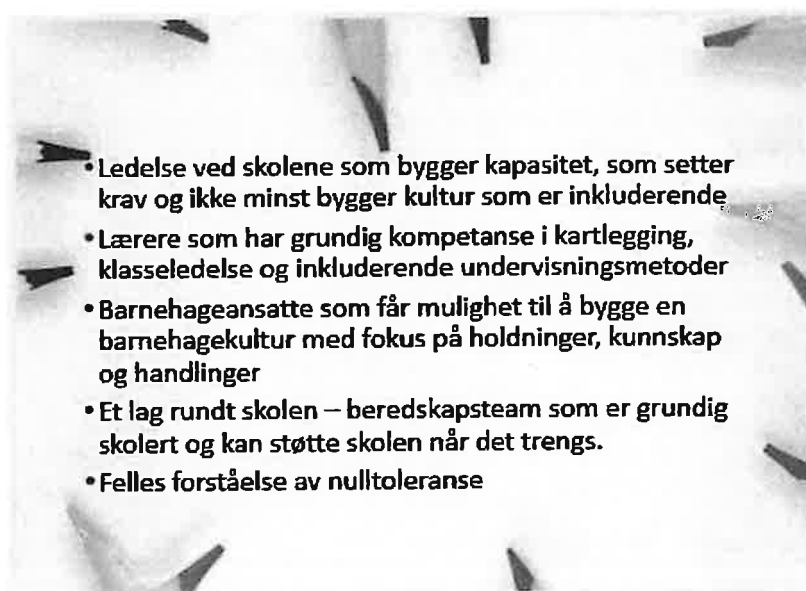 • Ledelse ved skolene som bygger kapasitet, som setter
krav og ikke minst bygger kultur som er inkluderende
• Lærere som har grundig kompetanse i kartlegging,
klasseledelse og inkluderende undervisningsmetoder
• Barnehageansatte som får mulighet til å bygge en
barnehagekultur med fokus på holdninger, kunnskap
og handlinger
• Et lag rundt skolen – beredskapsteam som er grundig
skolert og kan støtte skolen når det trengs.
• Felles forståelse av nulltoleranse